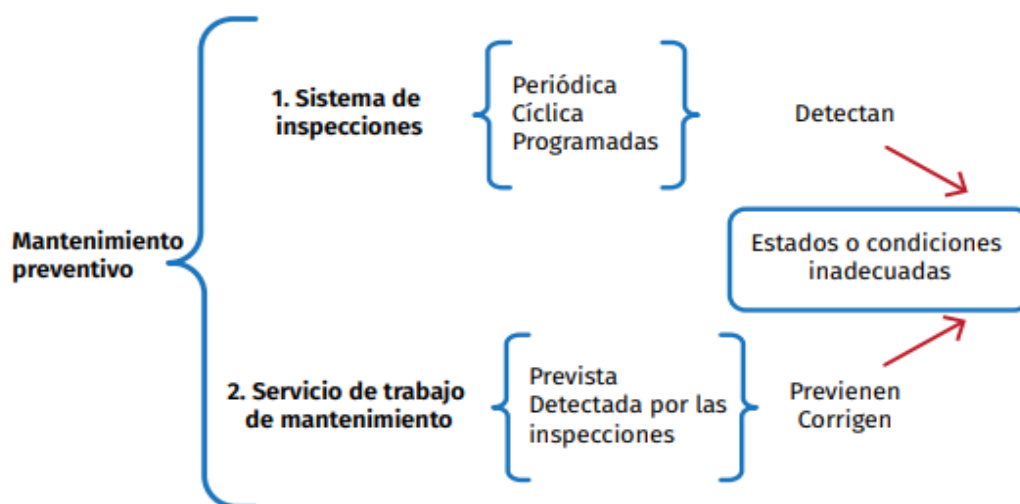 Mantenimiento
preventivo
1. Sistema de
inspecciones
Periódica
Cíclica
Programadas
Detectan
Estados o condiciones
inadecuadas
2. Servicio de trabajo
de mantenimiento
Prevista
Detectada por las
inspecciones
Previenen
Corrigen